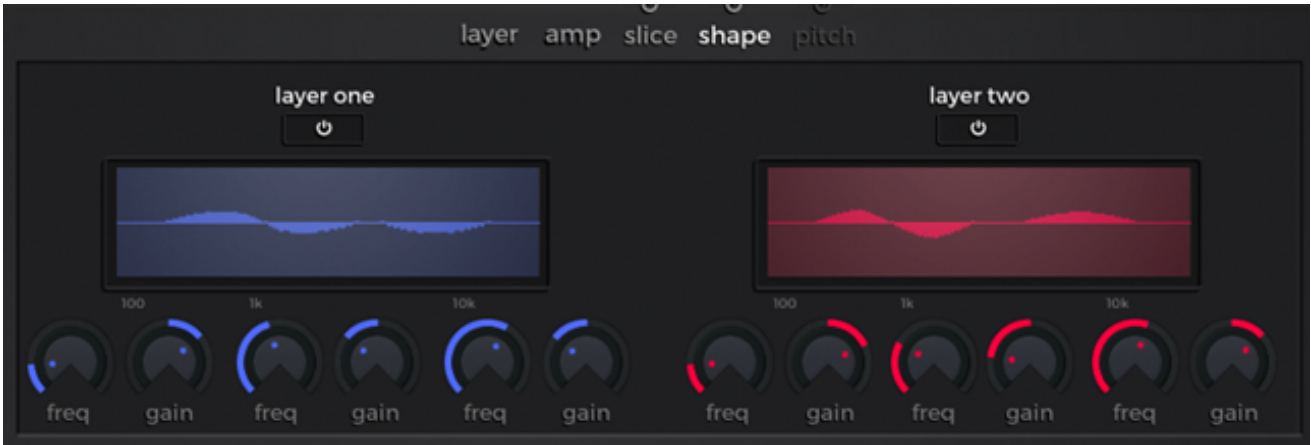 layer amp slice shape pitch
layer one layer two
100 1k 10k 100 1k 10k
freq gain freq gain freq gain freq gain freq gain freq gain